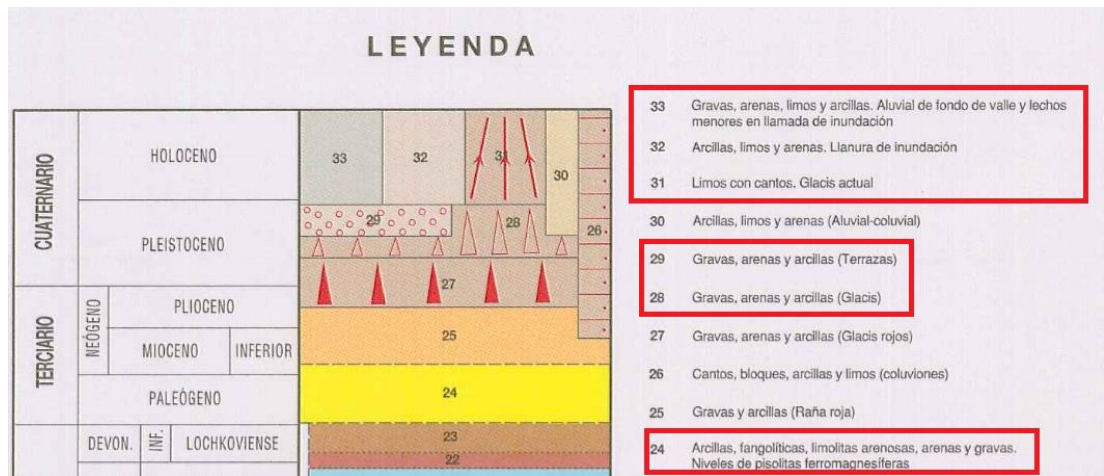 LEYENDA
CUATERNARIO
HOLOCENO
PLEISTOCENO
TERCIARIO
NEÓGENO
PLIOCENO
MIOCENO
INFERIOR
PALEÓGENO
DEVON.
INF.
LOCHKOVIENSE
33
32
31
30
29
28
26
27
25
24
23
22
33 Gravas, arenas, limos y arcillas. Aluvial de fondo de valle y lechos
menores en llamada de inundación
32 Arcillas, limos y arenas. Llanura de inundación
31 Limos con cantos. Glacis actual
30 Arcillas, limos y arenas (Aluvial-coluvial)
29 Gravas, arenas y arcillas (Terrazas)
28 Gravas, arenas y arcillas (Glacis)
27 Gravas, arenas y arcillas (Glacis rojos)
26 Cantos, bloques, arcillas y limos (coluviones)
25 Gravas y arcillas (Raña roja)
24 Arcillas, fangolíticas, limolitas arenosas, arenas y gravas.
Niveles de pisolitas ferromagnesíferas